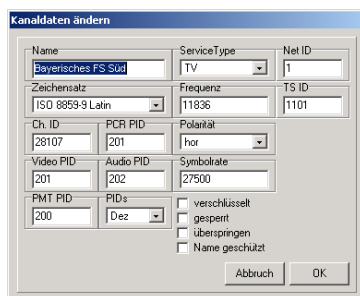 Kanaldaten ändern
Name
ServiceType
Net ID
Bayerisches FS Süd
TV
1
Zeichensatz
Frequenz
TS ID
ISO 8859-9 Latin
11836
1101
Ch. ID
PCR PID
Polarität
28107
201
hor
Video PID
Audio PID
Symbolrate
201
202
27500
PMT PID
PIDs
200
Dez
verschlüsselt
gesperrt
überspringen
Name geschützt
Abbruch
OK